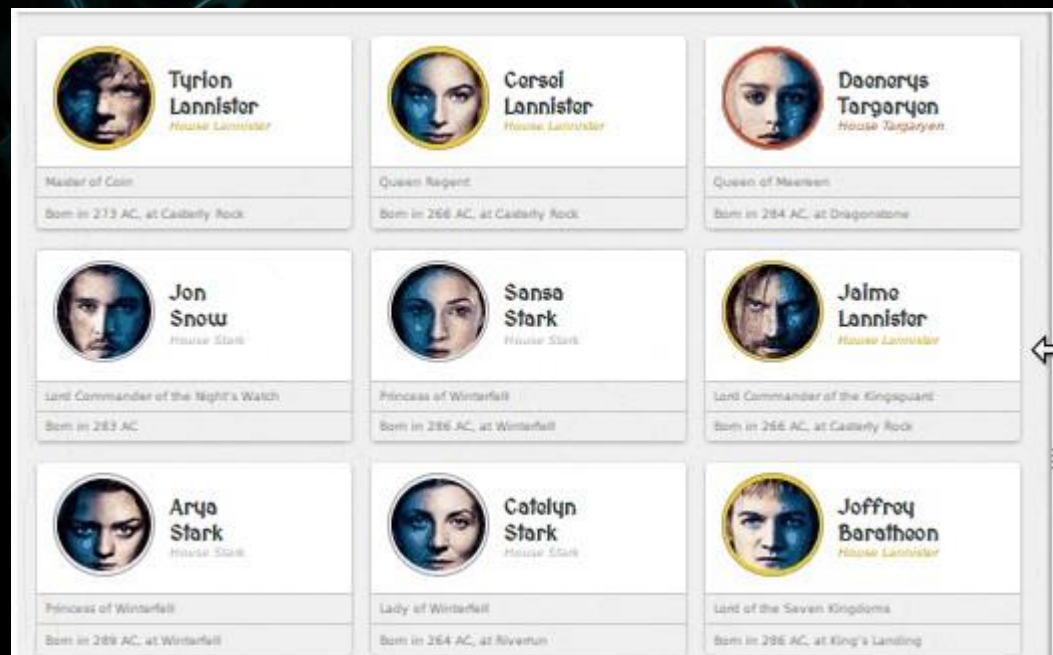 Tyrion
Lannister
House Lannister
Master of Coin
Born in 273 AC, at Casterly Rock
Cersei
Lannister
House Lannister
Queen Regent
Born in 266 AC, at Casterly Rock
Daenerys
Targaryen
House Targaryen
Queen of Meereen
Born in 284 AC, at Dragonstone
Jon
Snow
House Stark
Lord Commander of the Night's Watch
Born in 283 AC
Sansa
Stark
House Stark
Princess of Winterfell
Born in 286 AC, at Winterfell
Jaime
Lannister
House Lannister
Lord Commander of the Kingsguard
Born in 266 AC, at Casterly Rock
Arya
Stark
House Stark
Princess of Winterfell
Born in 289 AC, at Winterfell
Catelyn
Stark
House Stark
Lady of Winterfell
Born in 264 AC, at Riverrun
Joffrey
Baratheon
House Lannister
Lord of the Seven Kingdoms
Born in 286 AC, at King's Landing